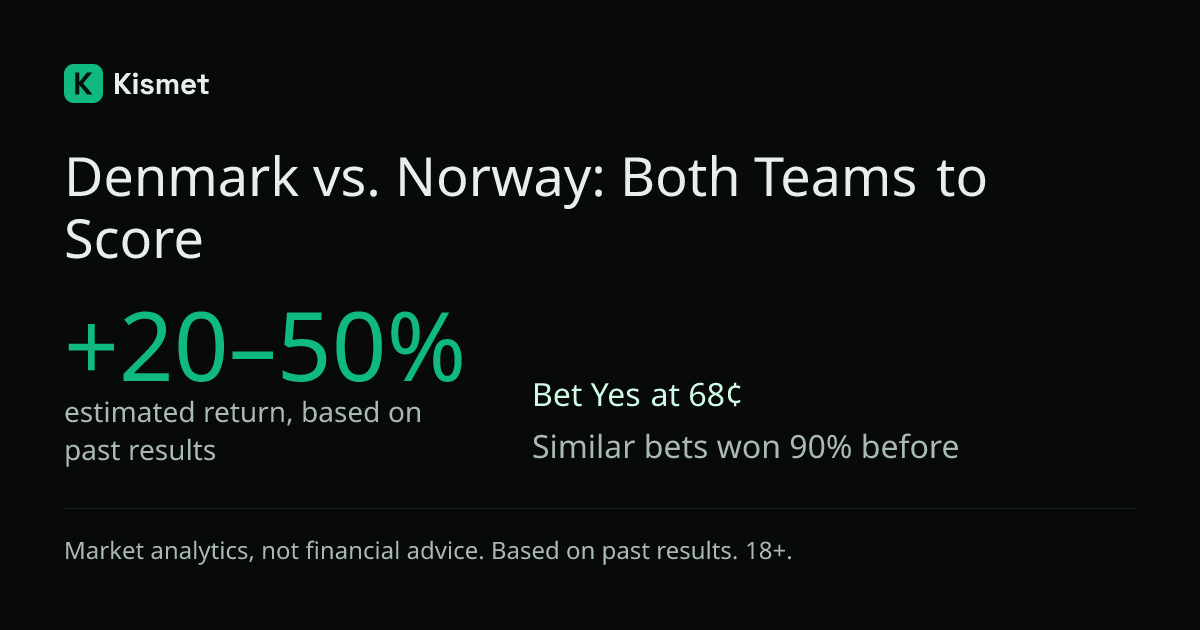 K Kismet
Denmark vs. Norway: Both Teams to
Score
+20–50%
estimated return, based on
past results
Bet Yes at 68¢
Similar bets won 90% before
Market analytics, not financial advice. Based on past results. 18+.